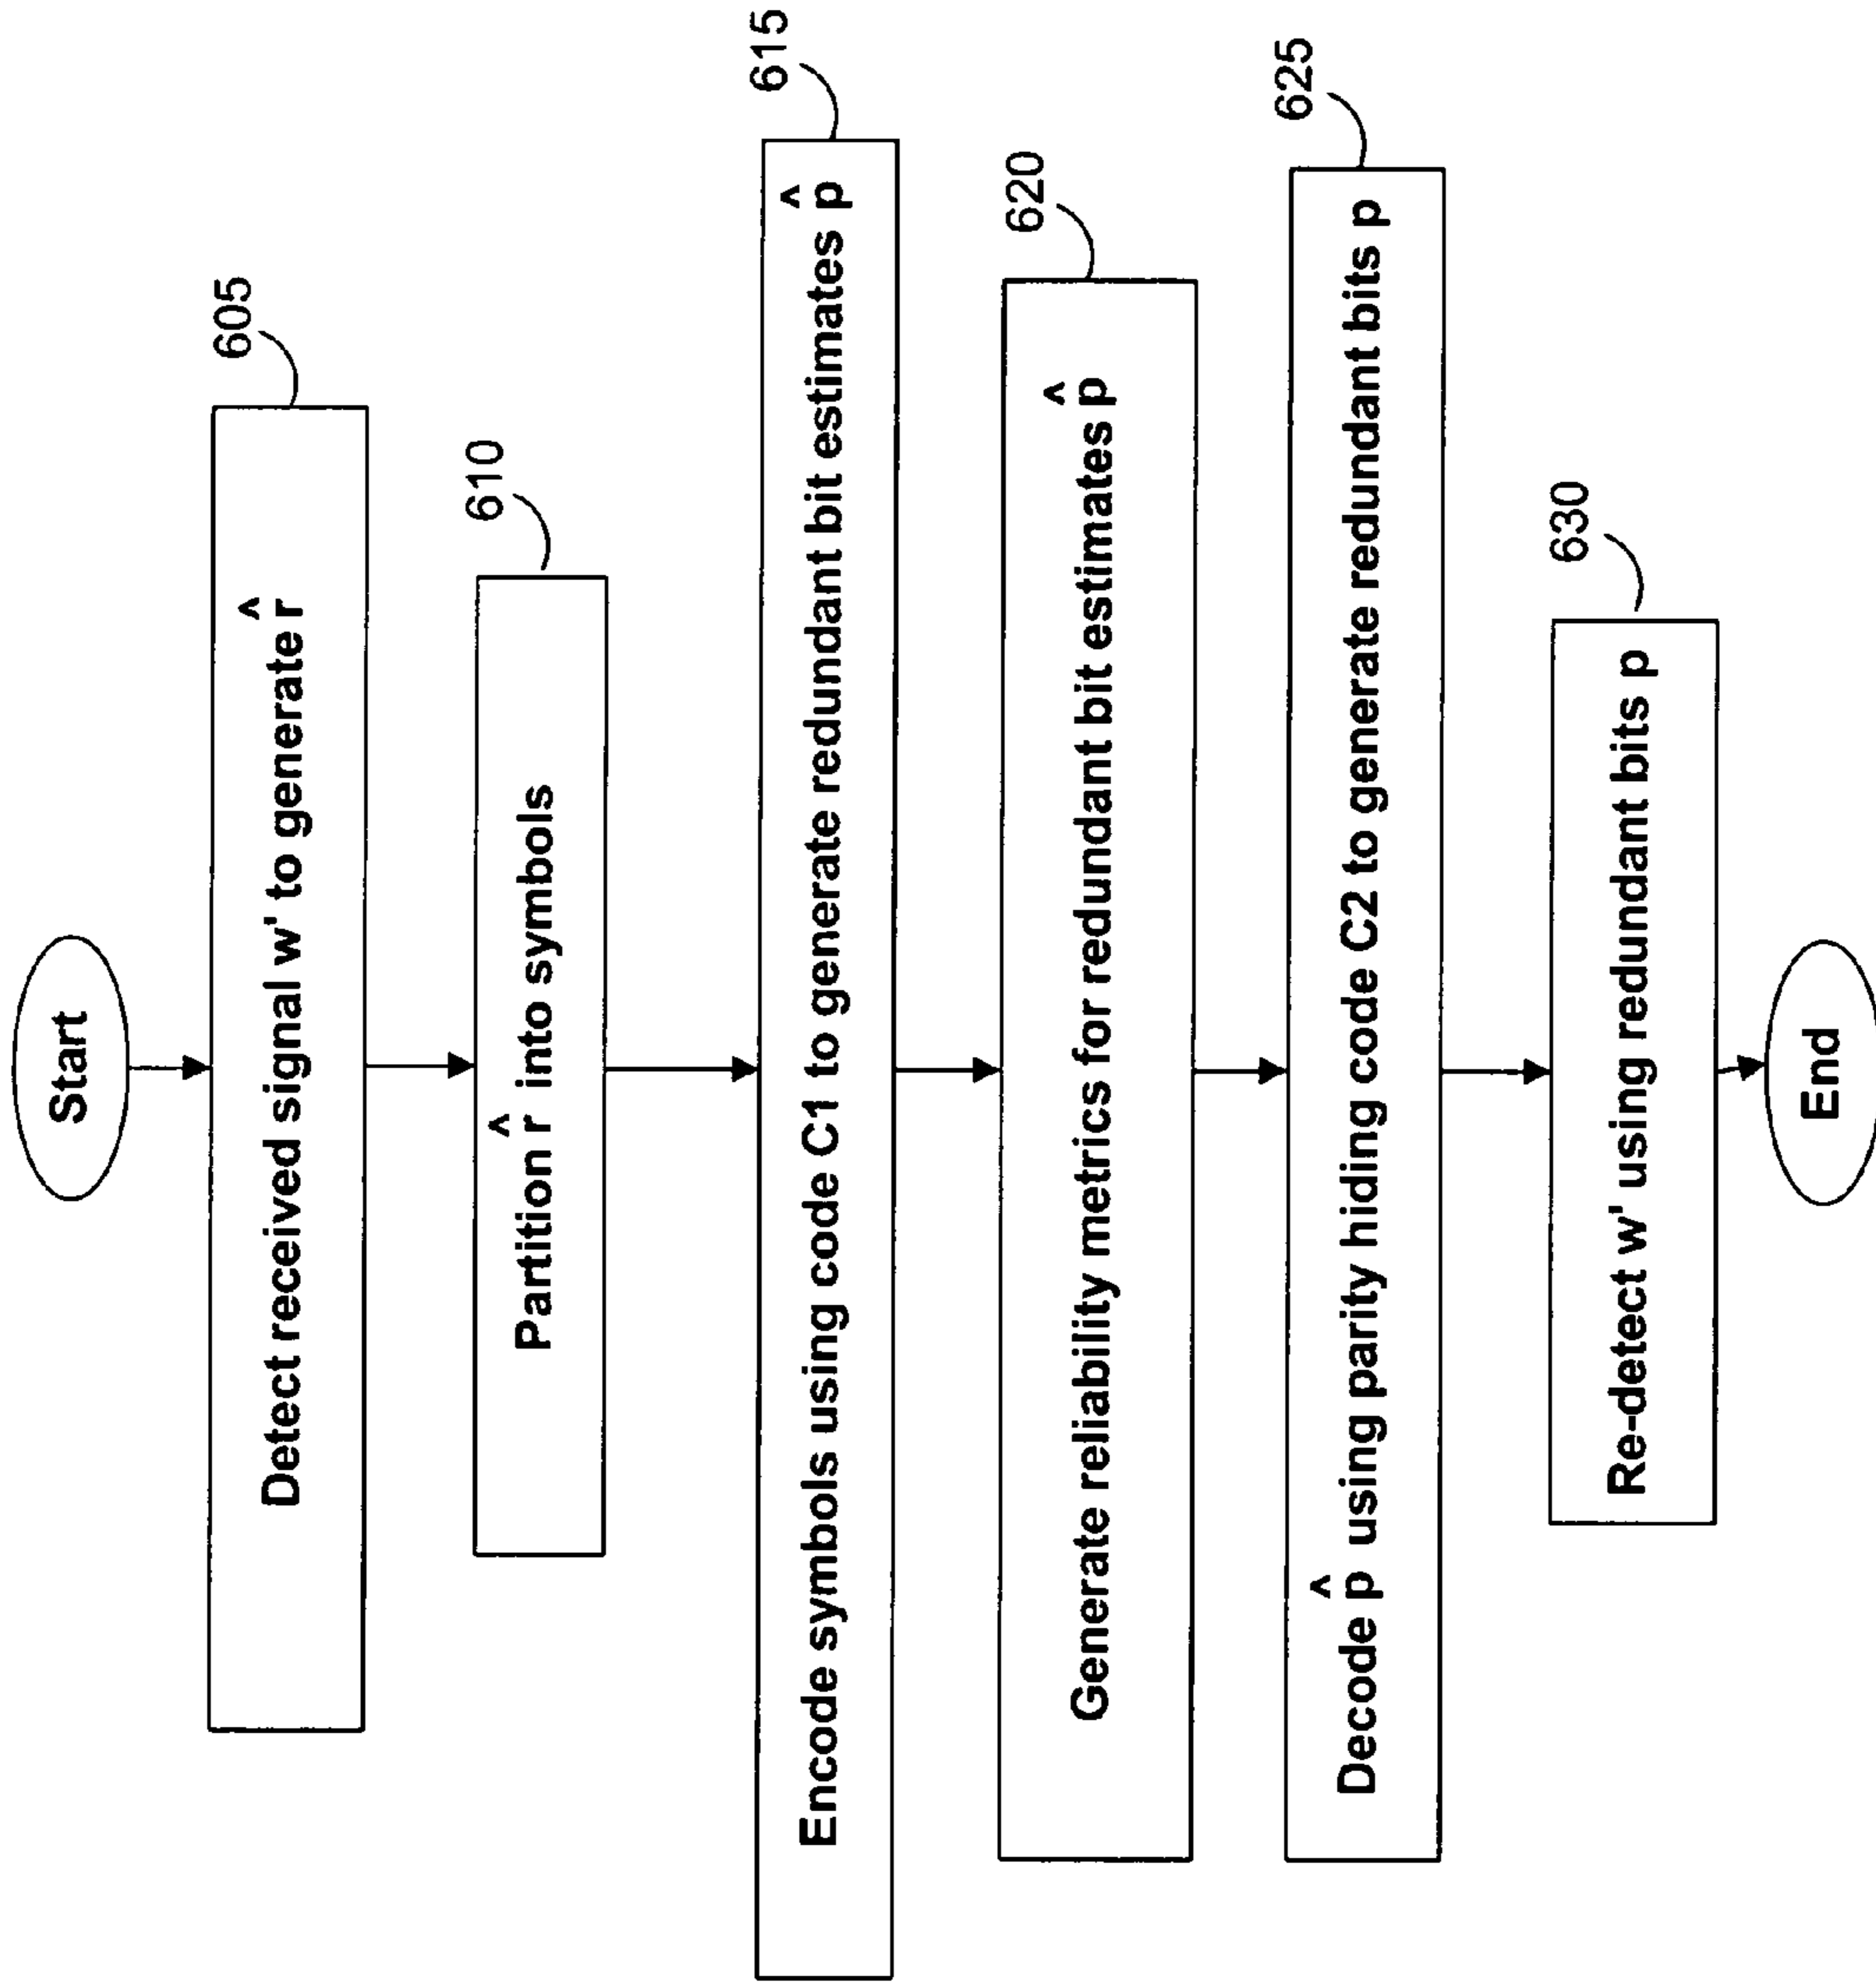 Start
605
Detect received signal w' to generate r̂
610
Partition r̂ into symbols
615
Encode symbols using code C1 to generate redundant bit estimates p̂
620
Generate reliability metrics for redundant bit estimates p̂
625
Decode p̂ using parity hiding code C2 to generate redundant bits p
630
Re-detect w' using redundant bits p
End